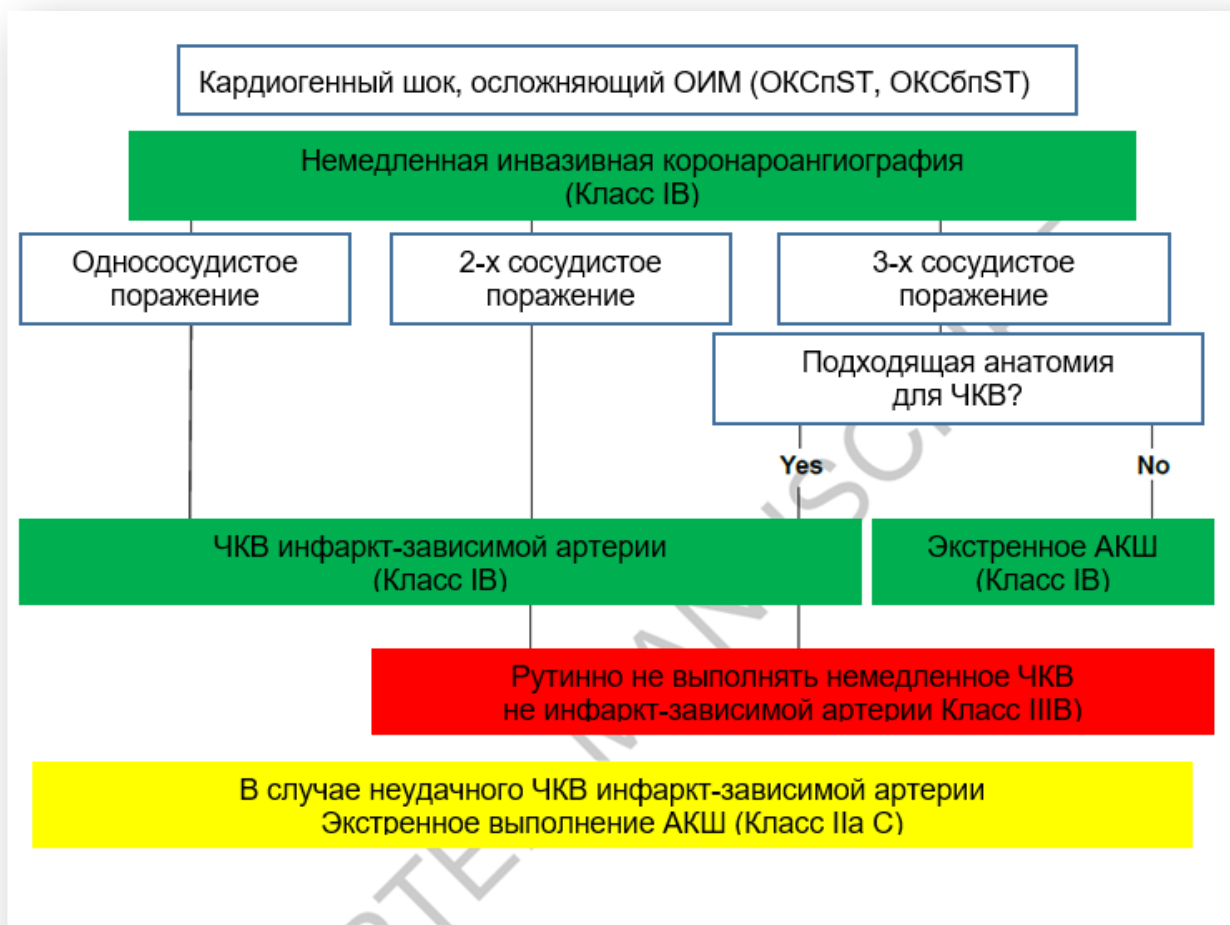 Кардиогенный шок, осложняющий ОИМ (ОКСпST, ОКСбпST)
Немедленная инвазивная коронароангиография
(Класс IB)
Однососудистое
поражение
2-х сосудистое
поражение
3-х сосудистое
поражение
Подходящая анатомия
для ЧКВ?
Yes
No
ЧКВ инфаркт-зависимой артерии
(Класс IB)
Экстренное АКШ
(Класс IB)
Рутинно не выполнять немедленное ЧКВ
не инфаркт-зависимой артерии Класс IIIB)
В случае неудачного ЧКВ инфаркт-зависимой артерии
Экстренное выполнение АКШ (Класс IIa C)